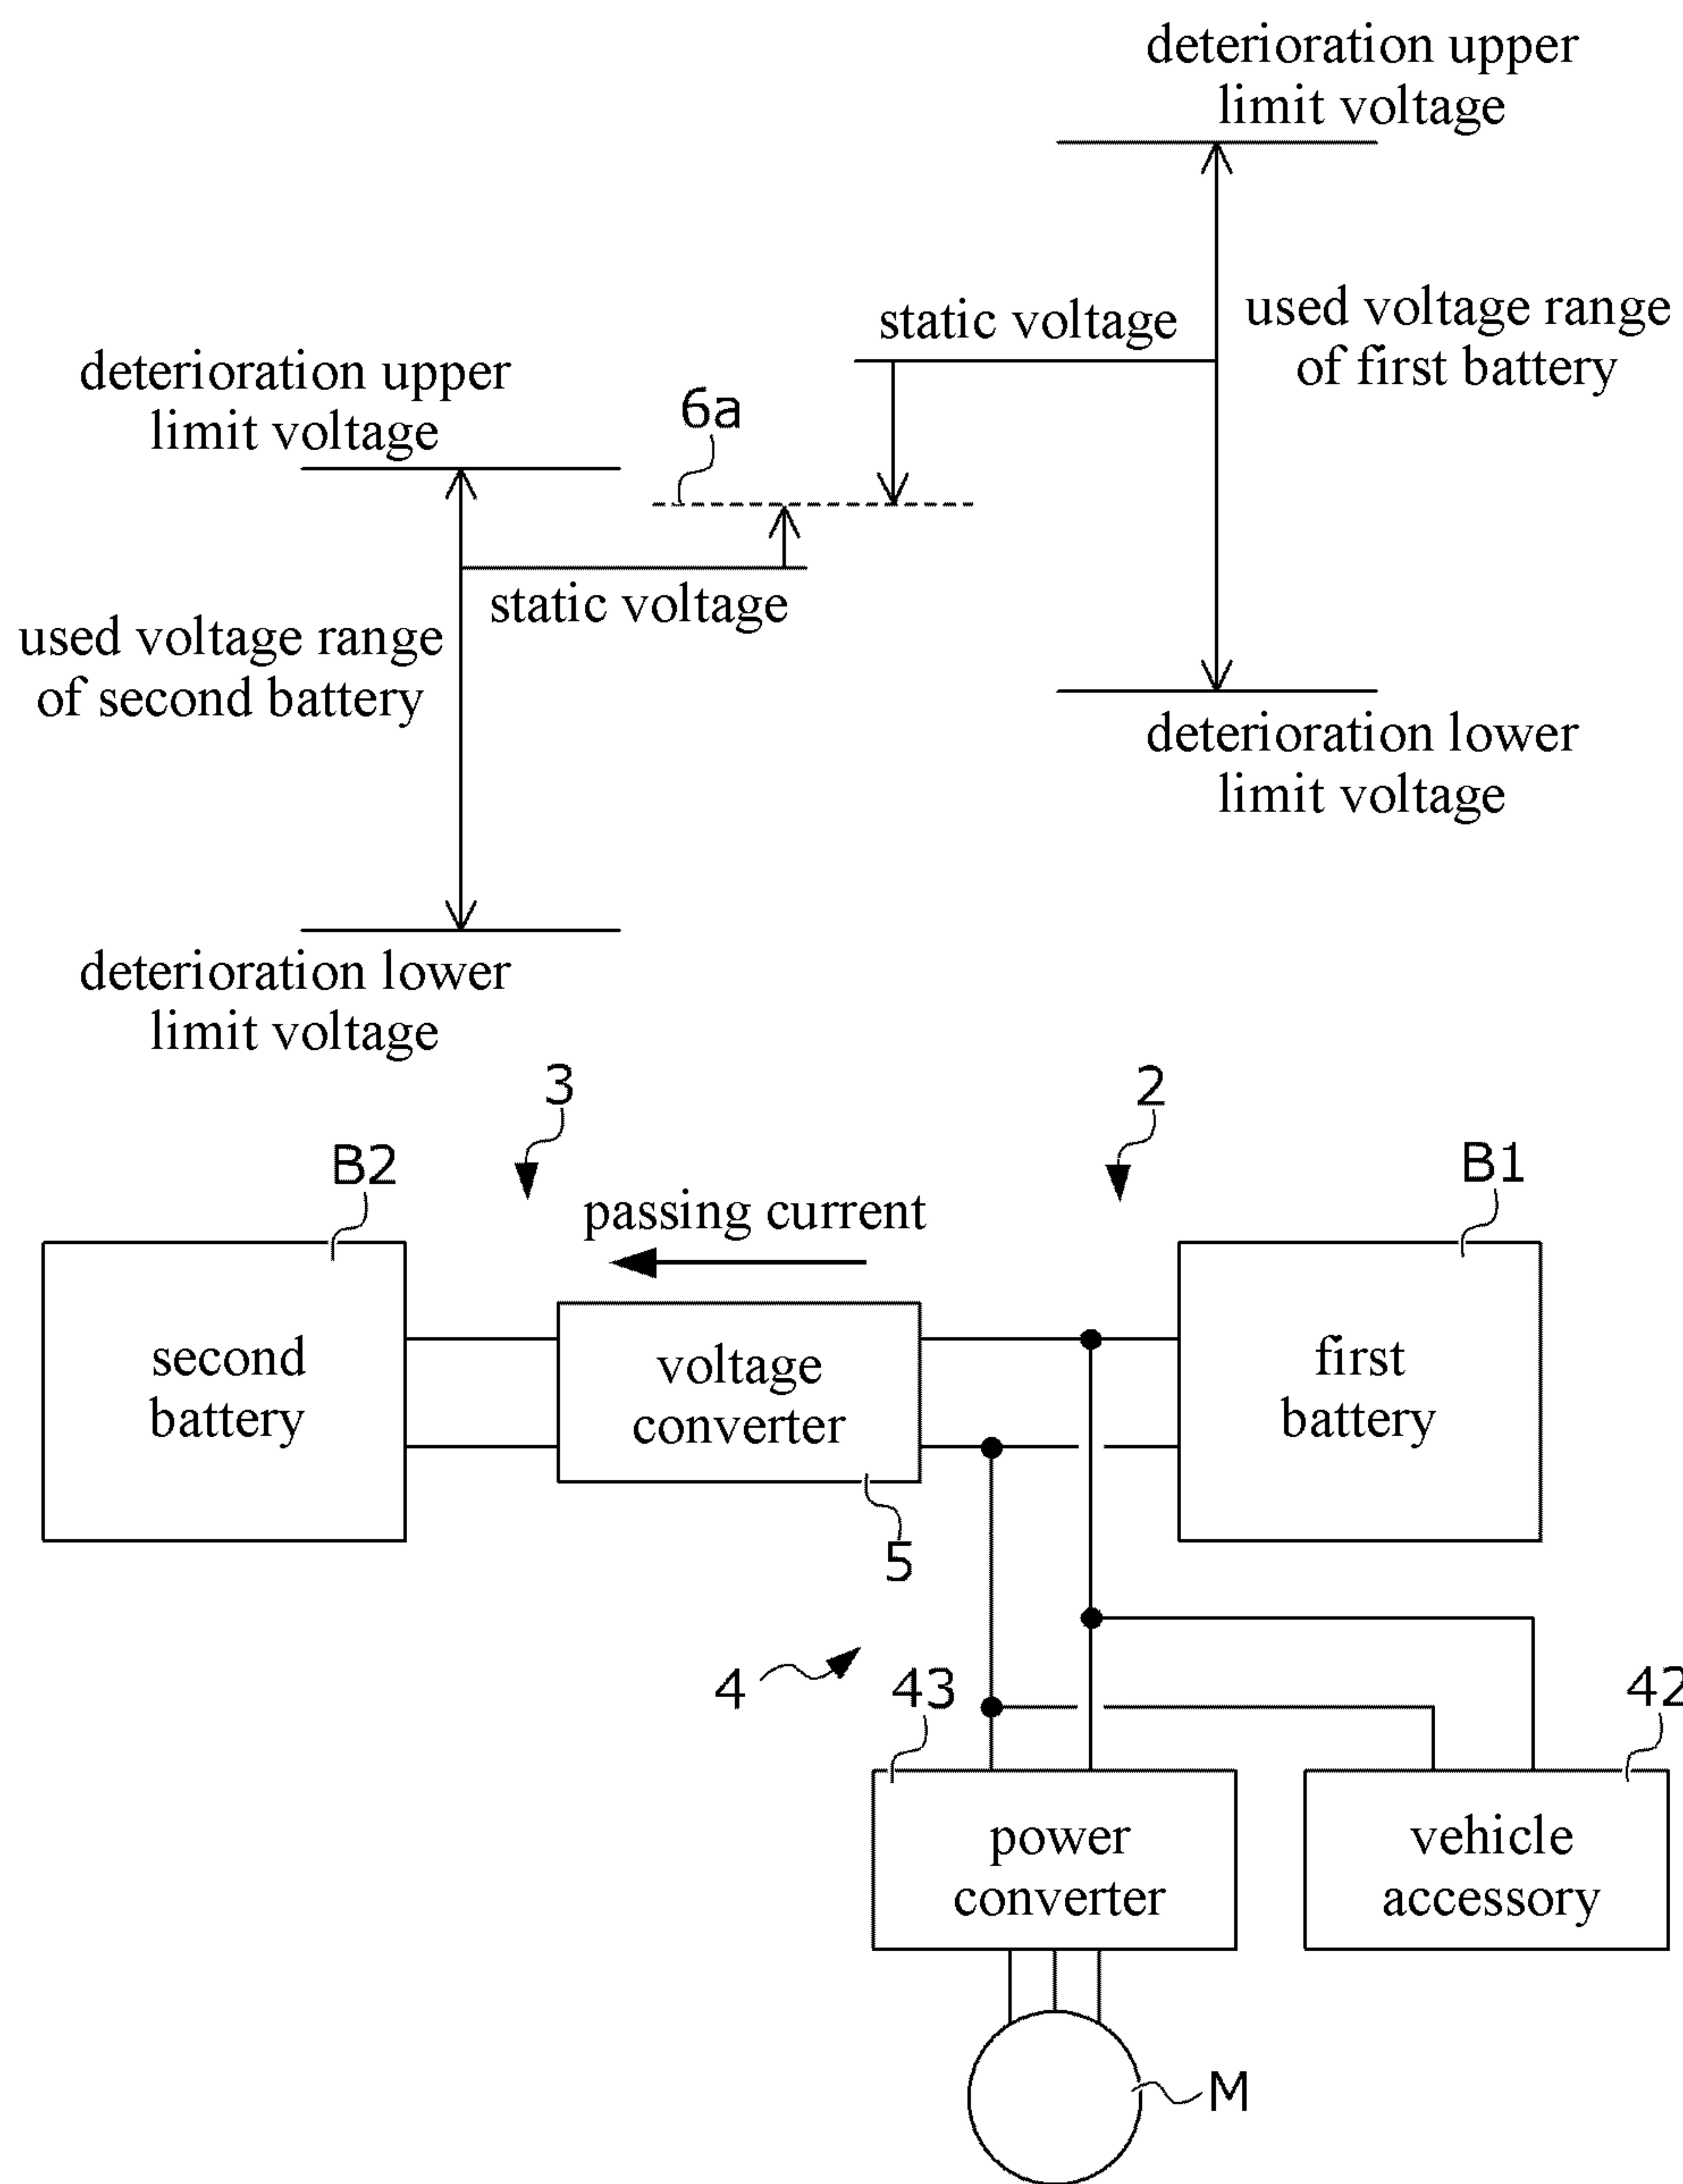 deterioration upper
limit voltage
static voltage
used voltage range
of first battery
deterioration upper
limit voltage
6a
static voltage
used voltage range
of second battery
deterioration lower
limit voltage
deterioration lower
limit voltage
3
2
B2
B1
passing current
second
battery
voltage
converter
first
battery
5
4
43
42
power
converter
vehicle
accessory
M